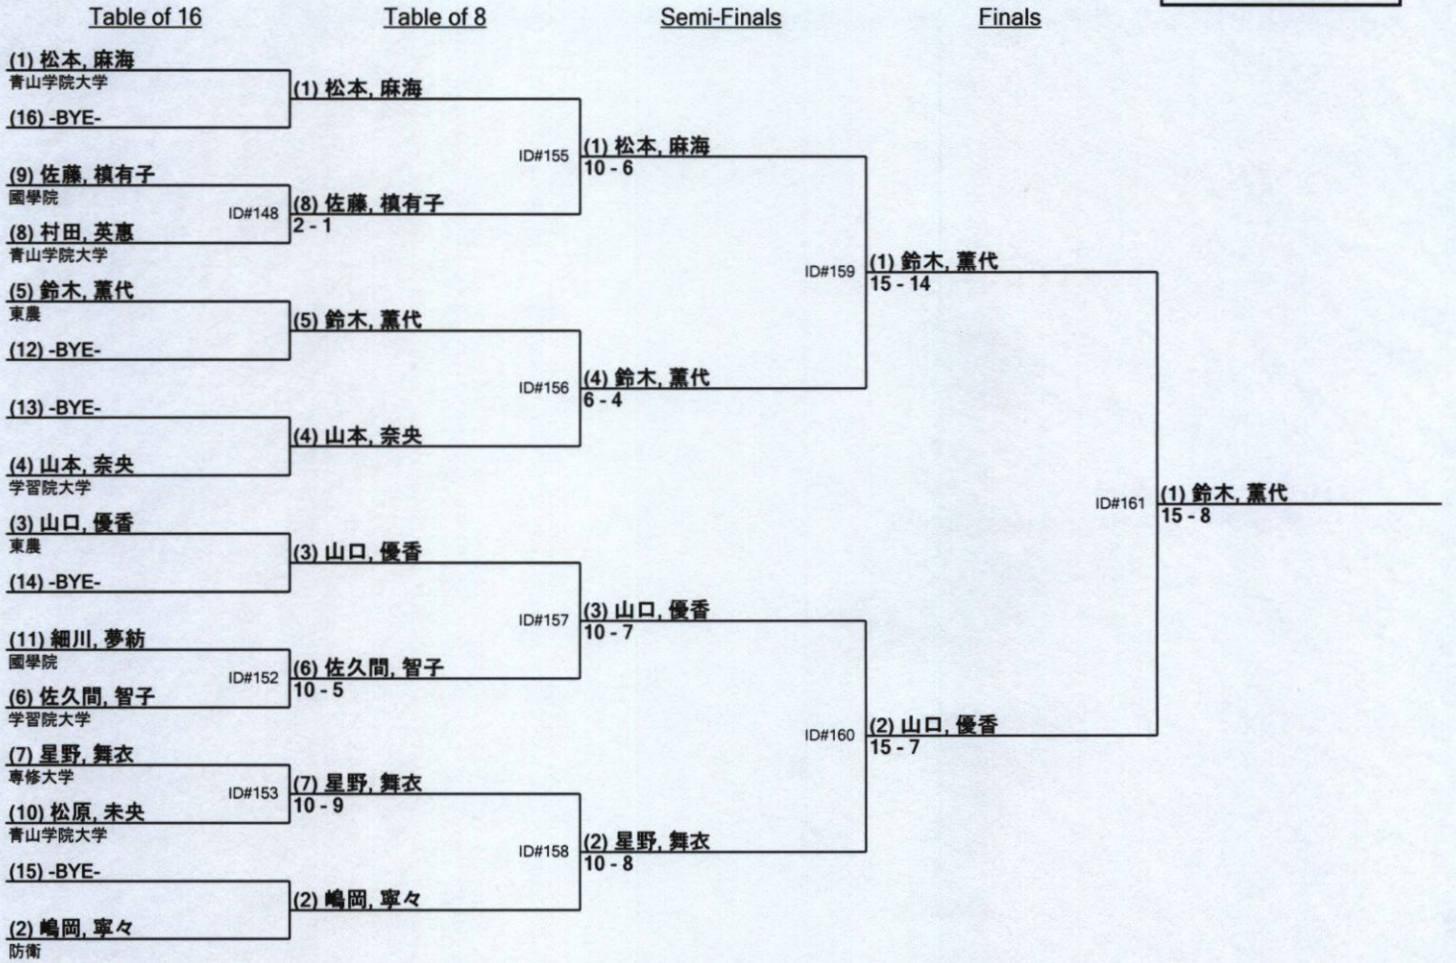 Table of 16
Table of 8
Semi-Finals
Finals
(1) 松本, 麻海
青山学院大学
(16) -BYE-
(9) 佐藤, 槙有子
國學院
(8) 村田, 英惠
青山学院大学
(5) 鈴木, 薫代
東農
(12) -BYE-
(13) -BYE-
(4) 山本, 奈央
学習院大学
(3) 山口, 優香
東農
(14) -BYE-
(11) 細川, 夢紡
國學院
(6) 佐久間, 智子
学習院大学
(7) 星野, 舞衣
専修大学
(10) 松原, 未央
青山学院大学
(15) -BYE-
(2) 嶋岡, 寧々
防衛
(1) 松本, 麻海
ID#148
(8) 佐藤, 槙有子
2 - 1
(5) 鈴木, 薫代
(4) 山本, 奈央
(3) 山口, 優香
ID#152
(6) 佐久間, 智子
10 - 5
ID#153
(7) 星野, 舞衣
10 - 9
(2) 嶋岡, 寧々
ID#155
(1) 松本, 麻海
10 - 6
ID#156
(4) 鈴木, 薫代
6 - 4
ID#157
(3) 山口, 優香
10 - 7
ID#158
(2) 星野, 舞衣
10 - 8
ID#159
(1) 鈴木, 薫代
15 - 14
ID#160
(2) 山口, 優香
15 - 7
ID#161
(1) 鈴木, 薫代
15 - 8